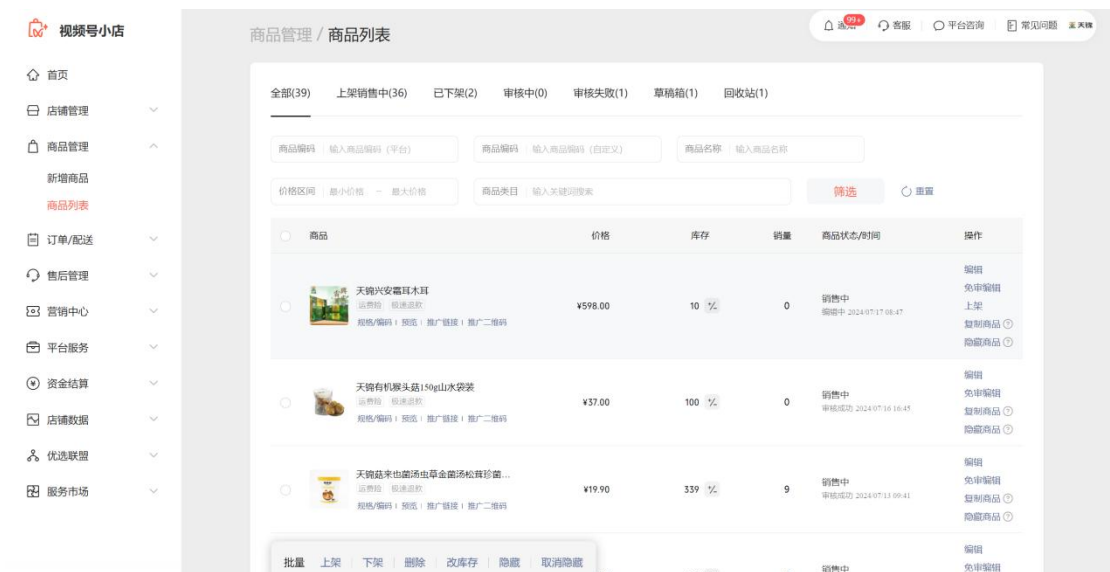 视频号小店
商品管理 / 商品列表
99+
客服
平台咨询
常见问题
天锦
首页
店铺管理
商品管理
新增商品
商品列表
订单/配送
售后管理
营销中心
平台服务
资金结算
店铺数据
优选联盟
服务市场
全部(39) 上架销售中(36) 已下架(2) 审核中(0) 审核失败(1) 草稿箱(1) 回收站(1)
商品编码 输入商品编码 (平台) 商品编码 输入商品编码 (自定义) 商品名称 输入商品名称
价格区间 最小价格 - 最大价格 商品类目 输入关键词搜索 筛选 重置
商品 价格 库存 销量 商品状态/时间 操作
天锦兴安霜耳木耳
运费险 极速退款
规格/编码 预览 推广链接 推广二维码
¥598.00 10 0
销售中
编辑中 2024/07/17 08:47
编辑
免审编辑
上架
复制商品
隐藏商品
天锦有机猴头菇150g山水袋装
运费险 极速退款
规格/编码 预览 推广链接 推广二维码
¥37.00 100 0
销售中
审核成功 2024/07/16 16:45
编辑
免审编辑
复制商品
隐藏商品
天锦菇来也菌汤虫草金菌汤松茸珍菌...
运费险 极速退款
规格/编码 预览 推广链接 推广二维码
¥19.90 339 9
销售中
审核成功 2024/07/15 09:41
编辑
免审编辑
复制商品
隐藏商品
批量 上架 下架 删除 改库存 隐藏 取消隐藏
销售中
编辑
免审编辑